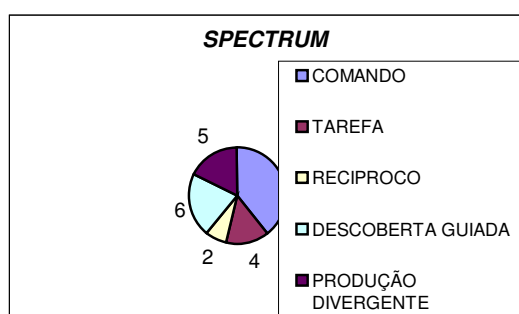 SPECTRUM
COMANDO
TAREFA
RECIPROCO
DESCOBERTA GUIADA
PRODUÇÃO
DIVERGENTE
5
6
2
4